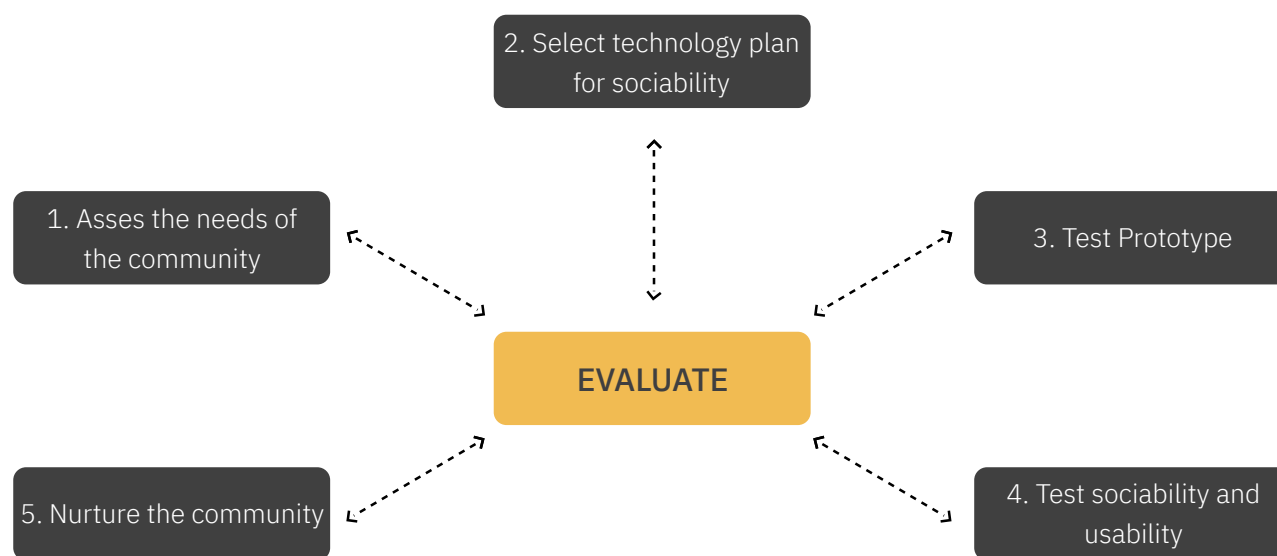 2. Select technology plan
for sociability
1. Asses the needs of
the community
3. Test Prototype
EVALUATE
5. Nurture the community
4. Test sociability and
usability